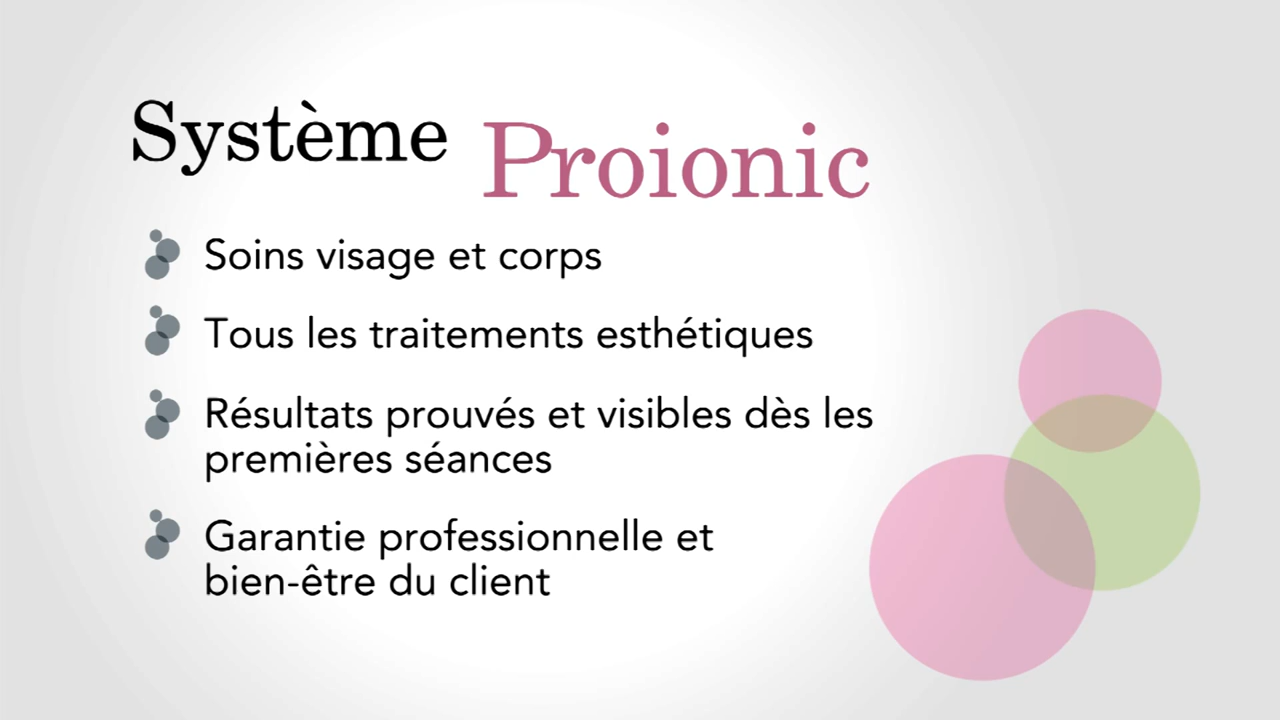 Système Proionic
Soins visage et corps
Tous les traitements esthétiques
Résultats prouvés et visibles dès les
premières séances
Garantie professionnelle et
bien-être du client